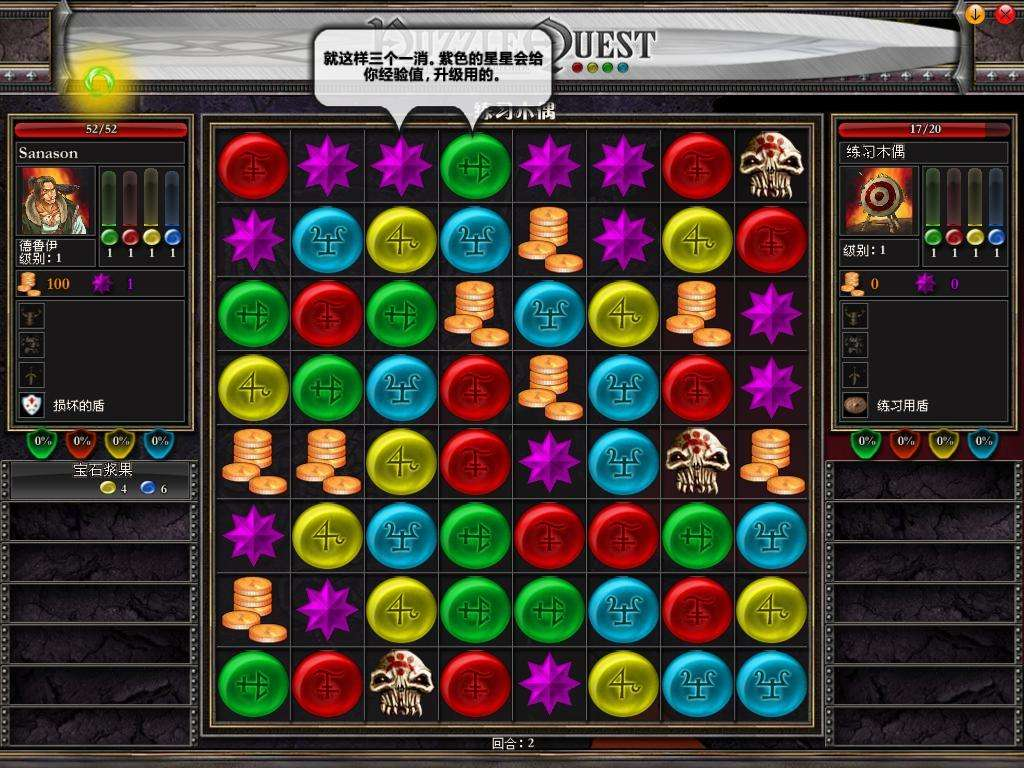 PUZZLE QUEST
就这样三个一消。紫色的星星会给
你经验值，升级用的。
练习木偶
52/52
Sanason
德鲁伊
级别：1
1 1 1 1
100 1
损坏的盾
0% 0% 0% 0%
宝石浆果
4 6
17/20
练习木偶
级别：1
1 1 1 1
0 0
练习用盾
0% 0% 0% 0%
回合：2